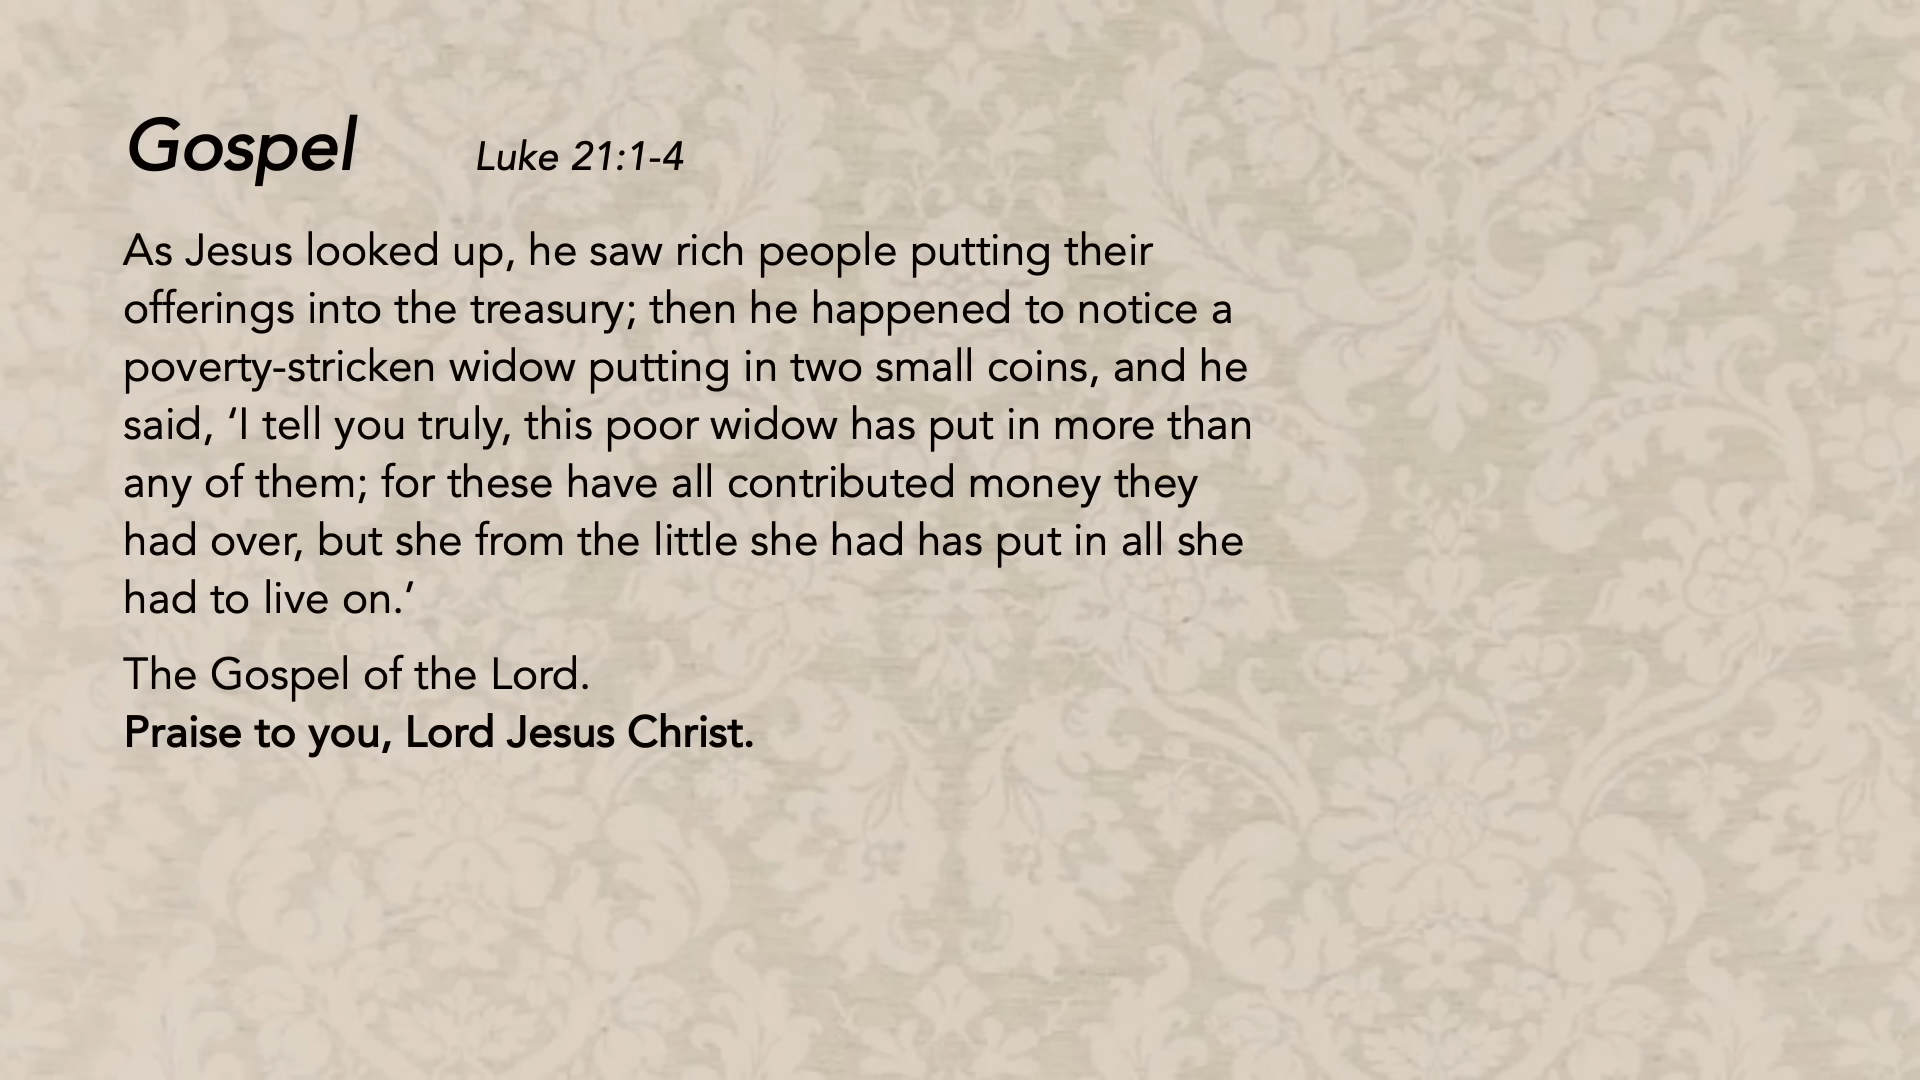 Gospel Luke 21:1-4
As Jesus looked up, he saw rich people putting their
offerings into the treasury; then he happened to notice a
poverty-stricken widow putting in two small coins, and he
said, ‘I tell you truly, this poor widow has put in more than
any of them; for these have all contributed money they
had over, but she from the little she had has put in all she
had to live on.’
The Gospel of the Lord.
Praise to you, Lord Jesus Christ.